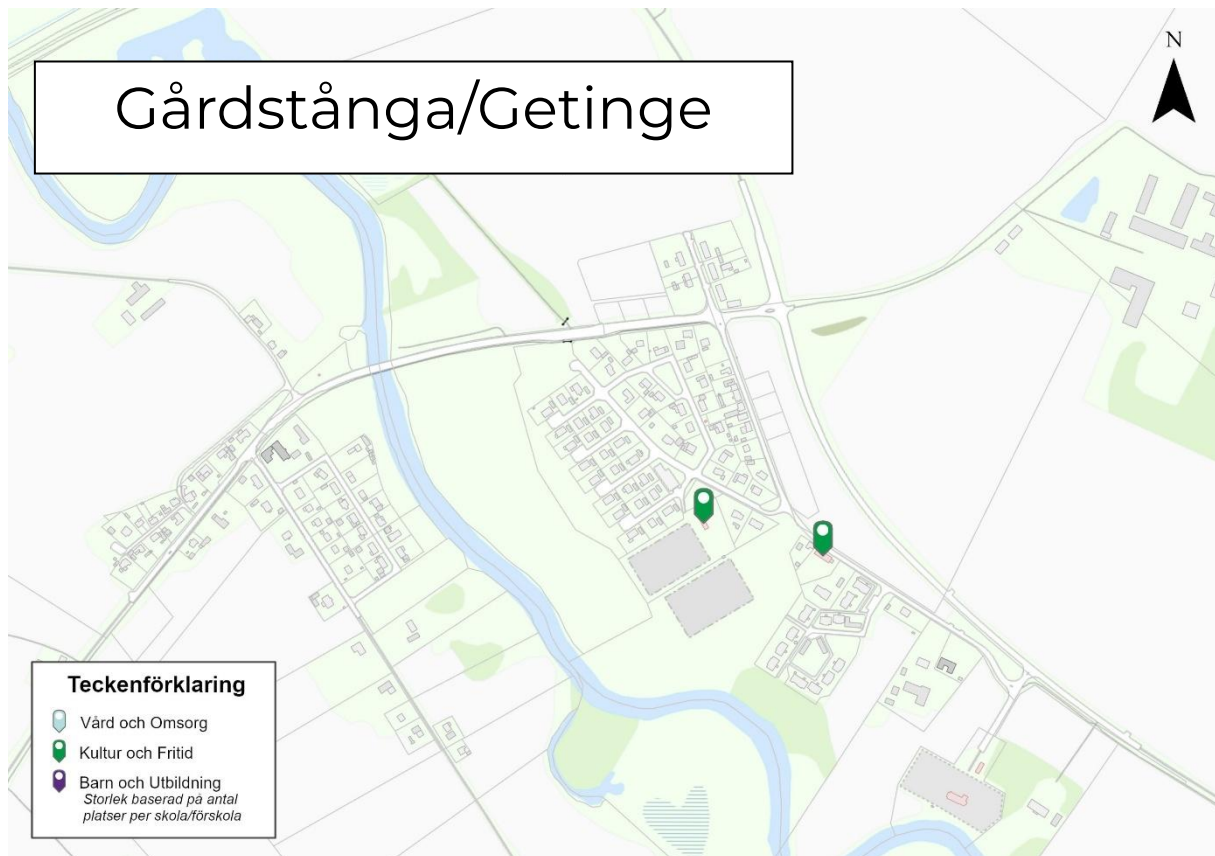 Gårdstånga/Getinge
N
Teckenförklaring
Vård och Omsorg
Kultur och Fritid
Barn och Utbildning
Storlek baserad på antal
platser per skola/förskola